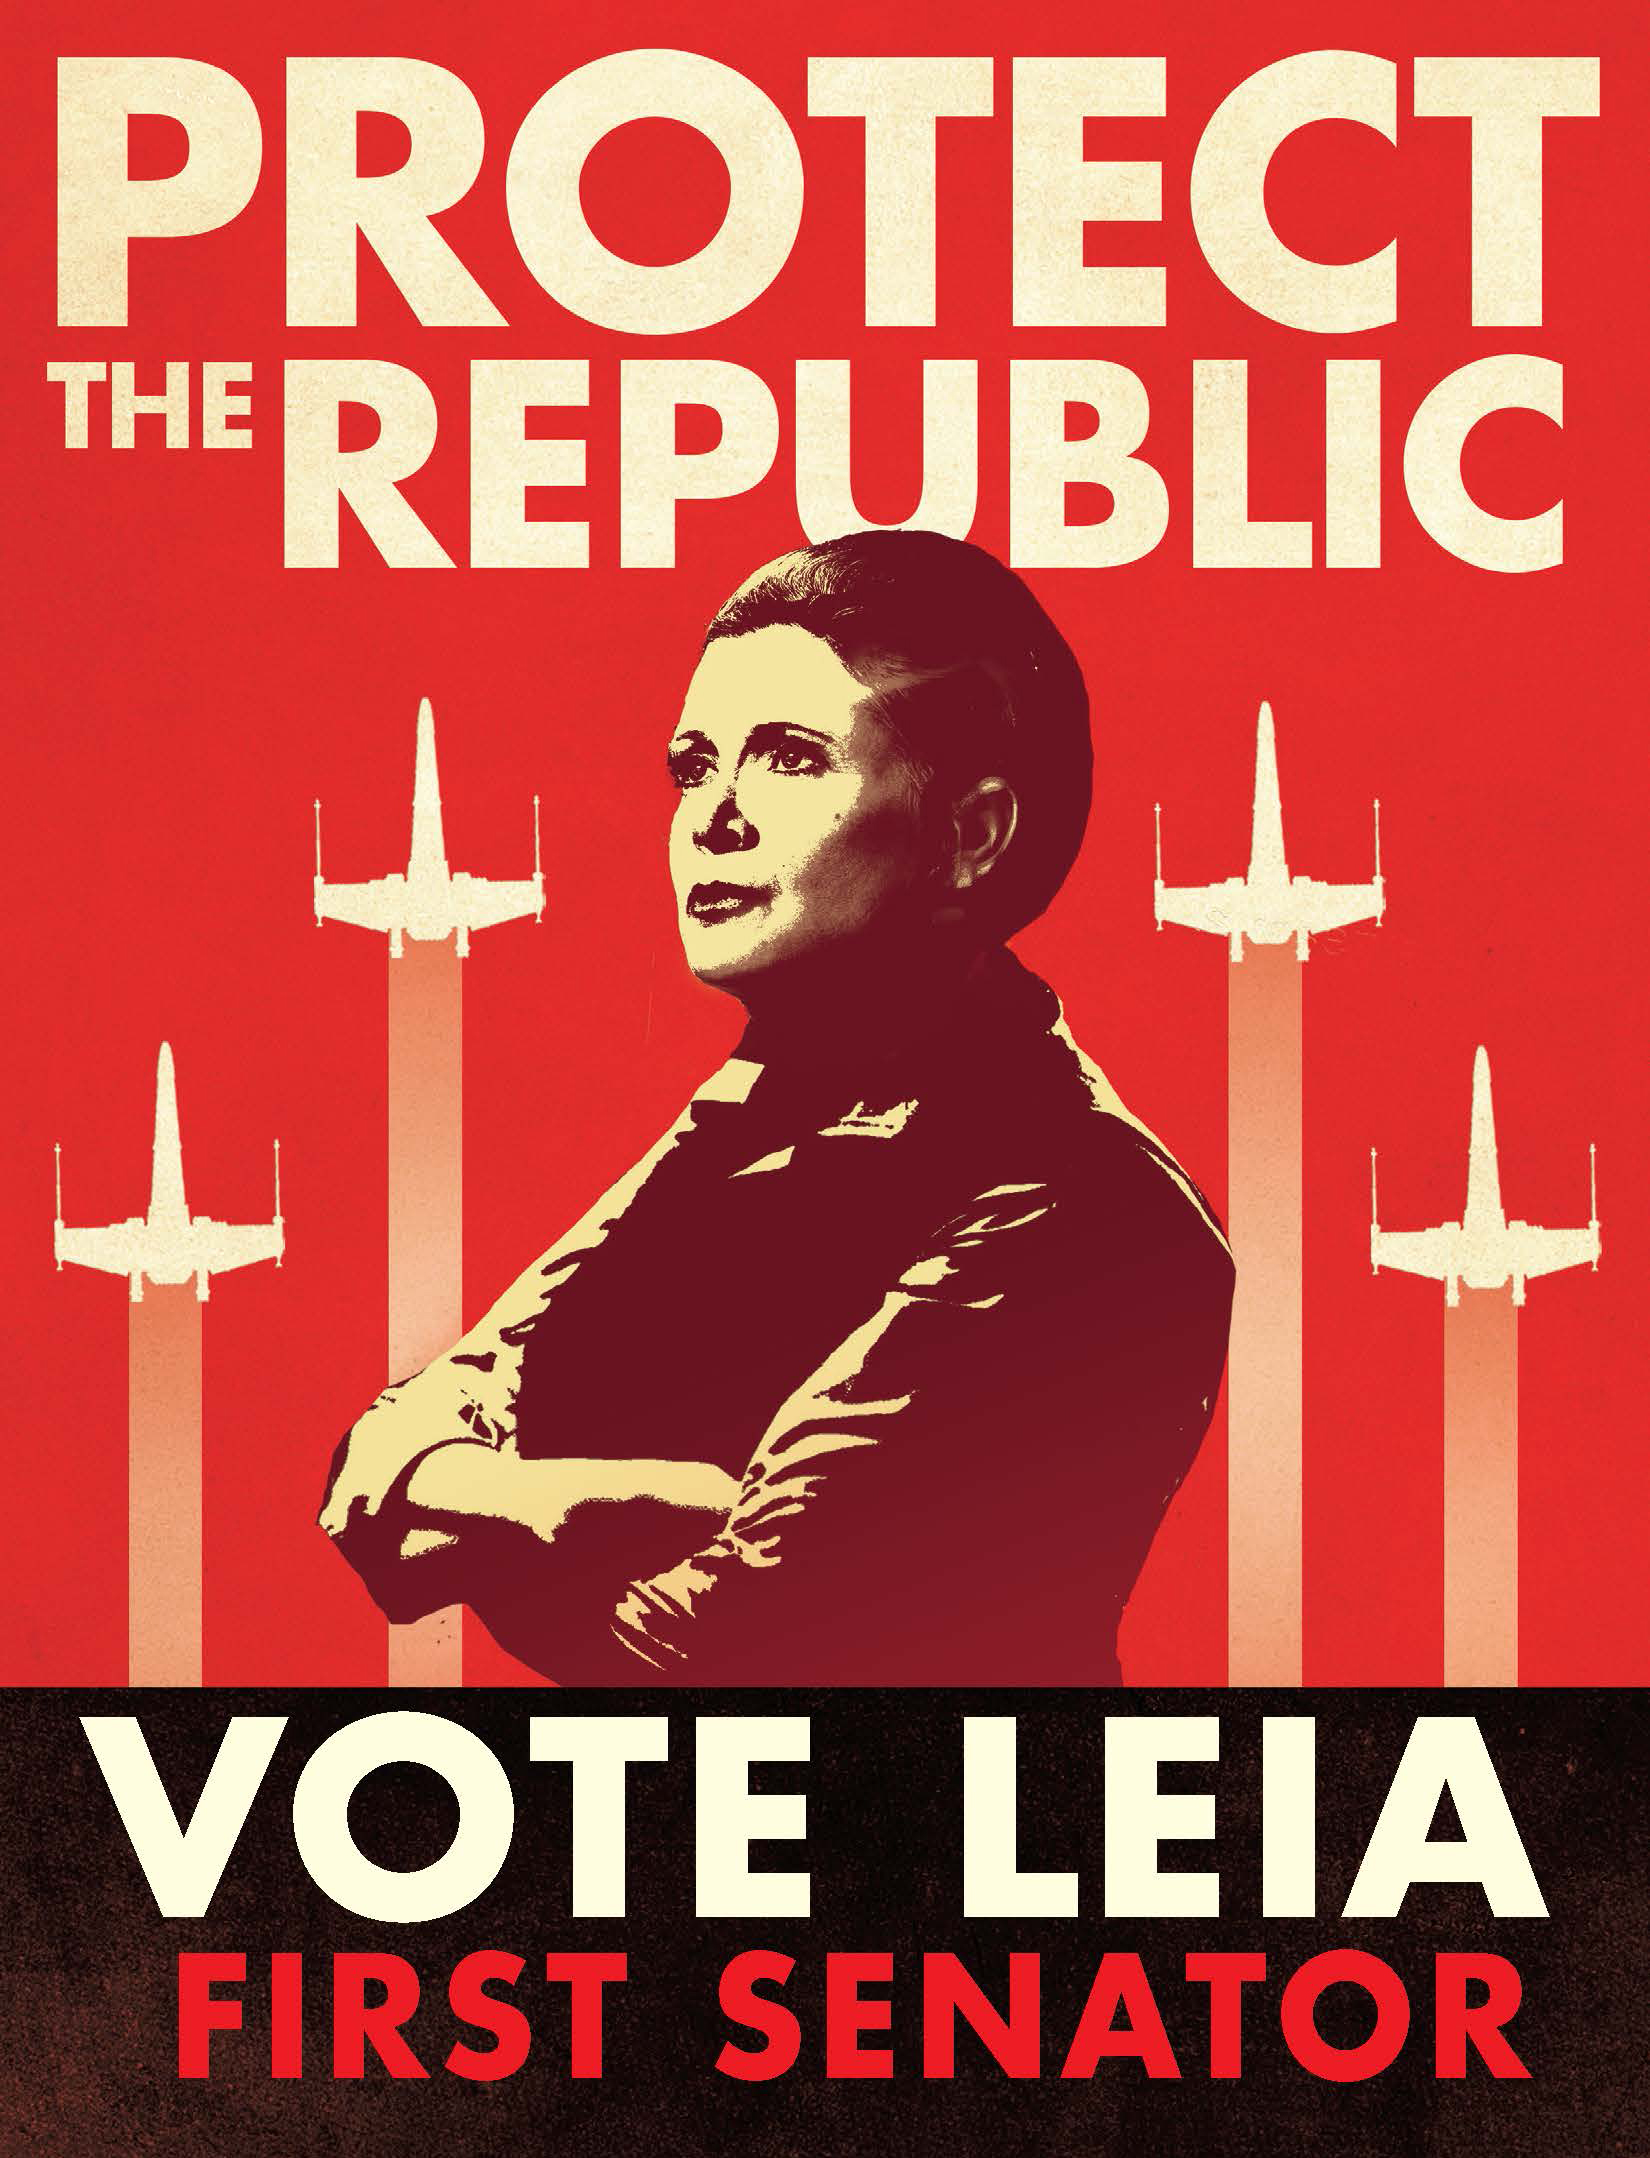 PROTECT
THE REPUBLIC
VOTE LEIA
FIRST SENATOR